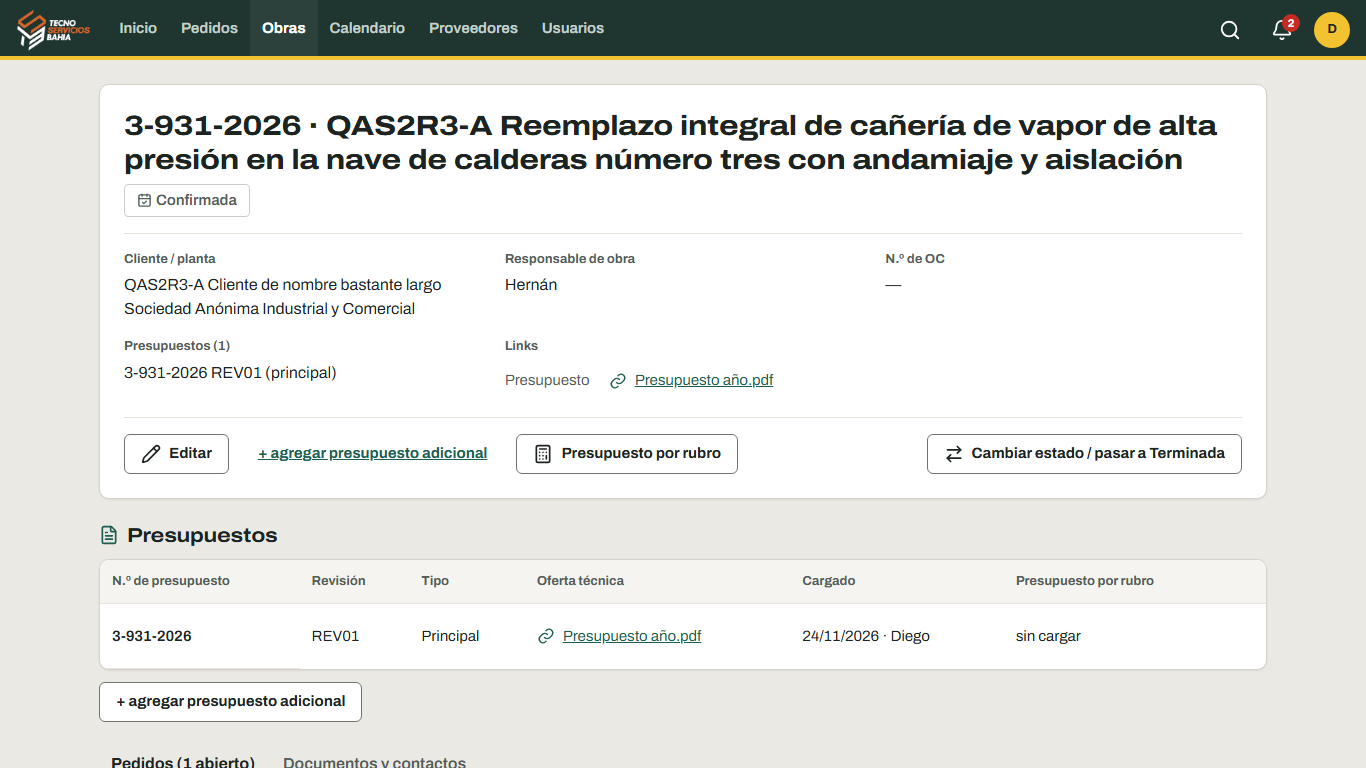 TECNO
SERVICIOS
BAHIA
Inicio
Pedidos
Obras
Calendario
Proveedores
Usuarios
2
D
3-931-2026 · QAS2R3-A Reemplazo integral de cañería de vapor de alta
presión en la nave de calderas número tres con andamiaje y aislación
Confirmada
Cliente / planta
QAS2R3-A Cliente de nombre bastante largo
Sociedad Anónima Industrial y Comercial
Responsable de obra
Hernán
N.º de OC
—
Presupuestos (1)
3-931-2026 REV01 (principal)
Links
Presupuesto
Presupuesto año.pdf
Editar
+ agregar presupuesto adicional
Presupuesto por rubro
Cambiar estado / pasar a Terminada
Presupuestos
N.º de presupuesto
Revisión
Tipo
Oferta técnica
Cargado
Presupuesto por rubro
3-931-2026
REV01
Principal
Presupuesto año.pdf
24/11/2026 · Diego
sin cargar
+ agregar presupuesto adicional
Pedidos (1 abierto)
Documentos y contactos